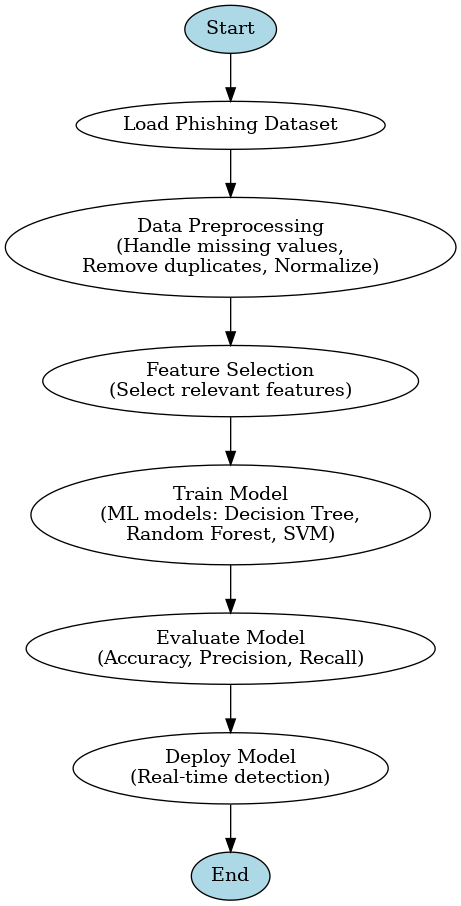 Start
Load Phishing Dataset
Data Preprocessing
(Handle missing values,
Remove duplicates, Normalize)
Feature Selection
(Select relevant features)
Train Model
(ML models: Decision Tree,
Random Forest, SVM)
Evaluate Model
(Accuracy, Precision, Recall)
Deploy Model
(Real-time detection)
End